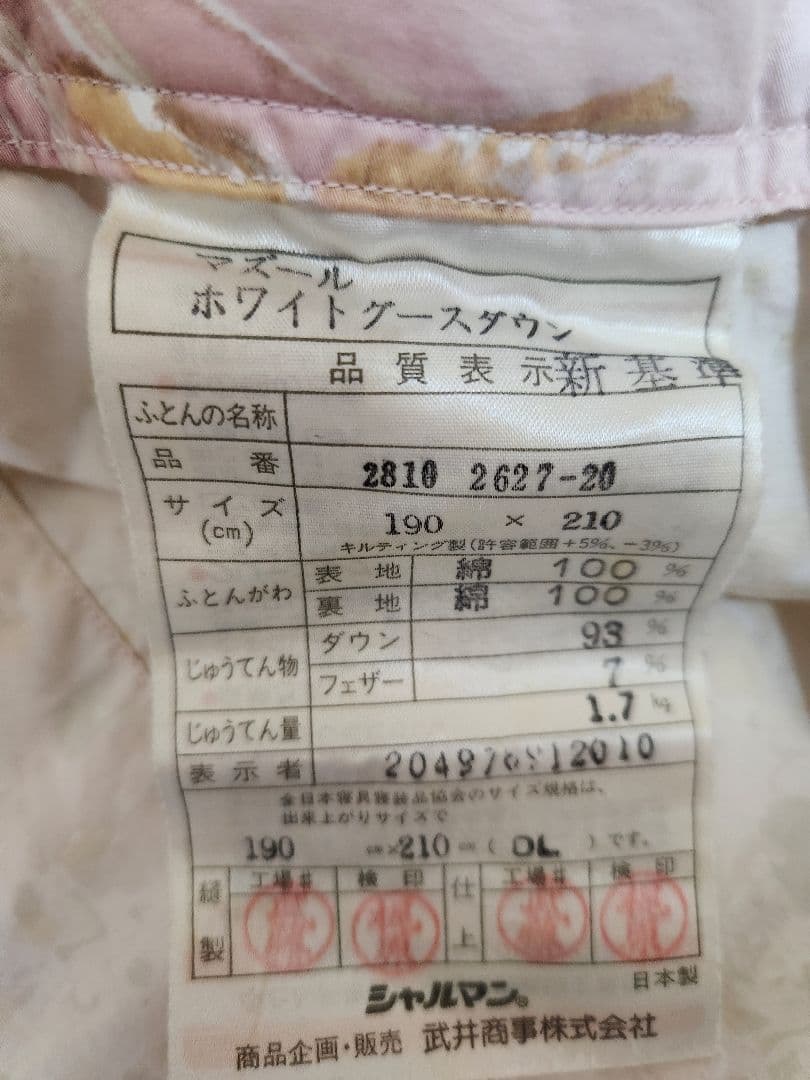 マズール
ホワイトグースダウン
品質表示 新基準
ふとんの名称
品番 2810 2627-20
サイズ(cm) 190 × 210
キルティング製(許容範囲+5%、-3%)
ふとんがわ 表地 綿 100 %
裏地 綿 100 %
じゅうてん物 ダウン 93 %
フェザー 7 %
じゅうてん量 1.7 kg
表示者
全日本寝具寝装品協会のサイズ規格は、
出来上がりサイズで
190 cm×210 cm ( DL ) です。
縫製 工場# 検印 仕上 工場# 検印
シャルマン®
日本製
商品企画・販売 武井商事株式会社